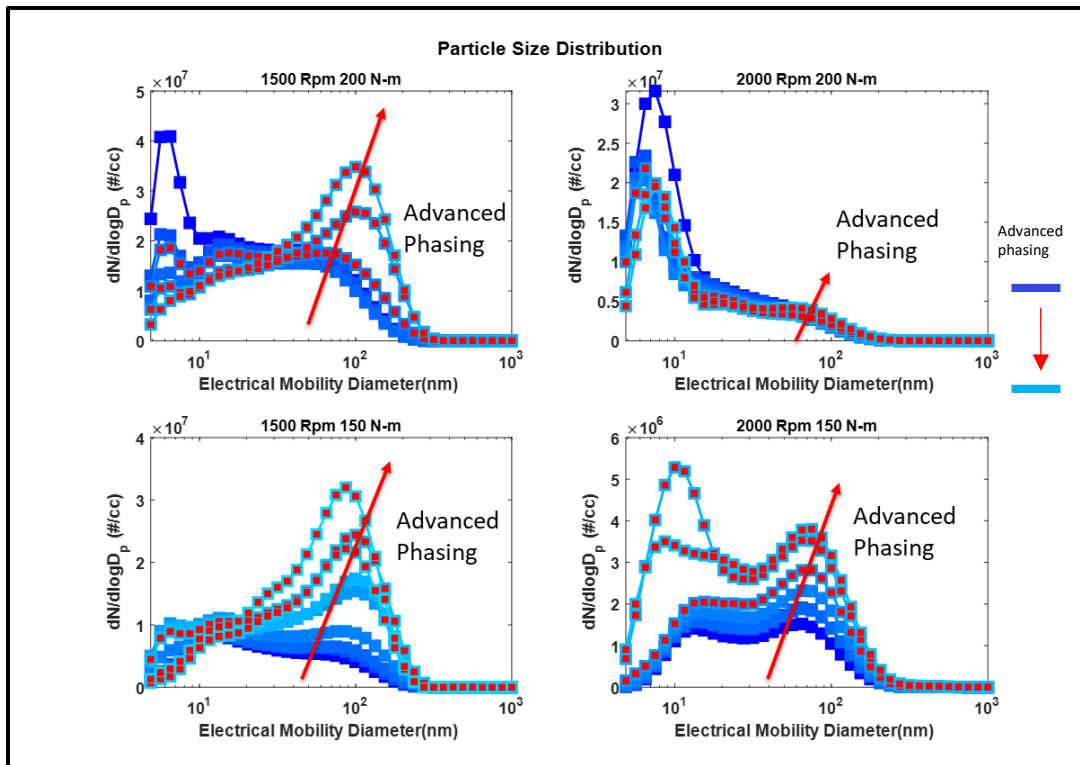 Particle Size Distribution
×10⁷
1500 Rpm 200 N-m
5
4
3
2
1
0
dN/dlogD_p (#/cc)
10¹
10²
10³
Electrical Mobility Diameter(nm)
Advanced
Phasing
×10⁷
2000 Rpm 200 N-m
3
2.5
2
1.5
1
0.5
0
dN/dlogD_p (#/cc)
10¹
10²
10³
Electrical Mobility Diameter(nm)
Advanced
Phasing
Advanced
phasing
×10⁷
1500 Rpm 150 N-m
4
3
2
1
0
dN/dlogD_p (#/cc)
10¹
10²
10³
Electrical Mobility Diameter(nm)
Advanced
Phasing
×10⁶
2000 Rpm 150 N-m
6
5
4
3
2
1
0
dN/dlogD_p (#/cc)
10¹
10²
10³
Electrical Mobility Diameter(nm)
Advanced
Phasing